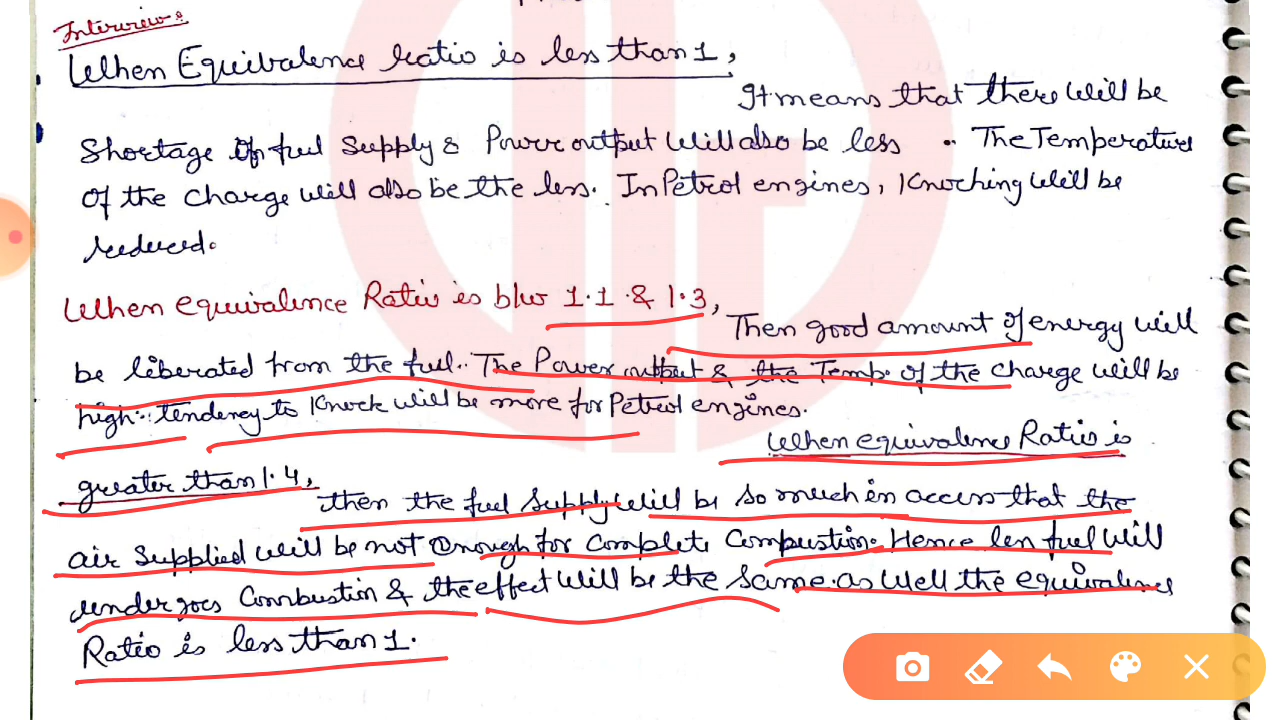 Interview:
When Equivalence ratio is less than 1,
It means that there will be
Shortage of fuel Supply & Power output will also be less . The Temperature
of the charge will also be the less. In Petrol engines, Knocking will be
reduced.
When equivalence Ratio is b/w 1.1 & 1.3,
Then good amount of energy will
be liberated from the fuel. The Power output & the Temp. of the charge will be
high. tendency to Knock will be more for Petrol engines.
When equivalence Ratio is
greater than 1.4,
then the fuel supply will be so much in access that the
air supplied will be not enough for complete Combustion. Hence less fuel will
undergoes Combustion & the effect will be the same as well the equivalence
Ratio is less than 1.